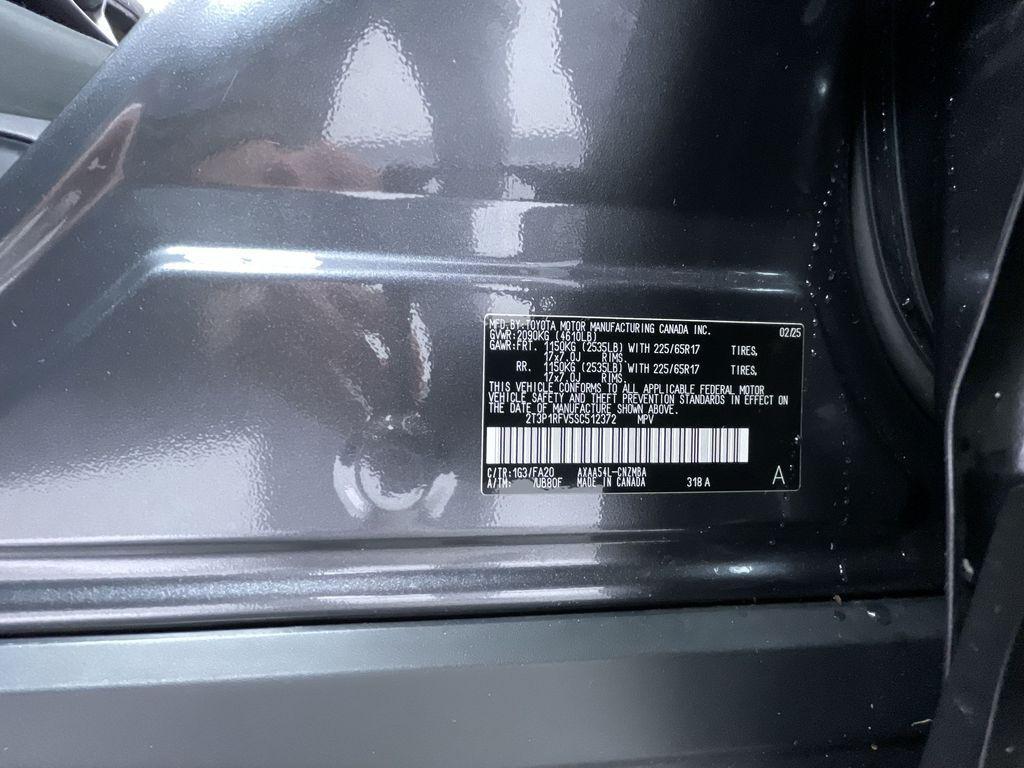 MFD.BY:TOYOTA MOTOR MANUFACTURING CANADA INC. 02/25
GVWR:2090KG (4610LB)
GAWR:FRT. 1150KG (2535LB) WITH 225/65R17 TIRES,
17x7.0J RIMS.
RR. 1150KG (2535LB) WITH 225/65R17 TIRES,
17x7.0J RIMS.
THIS VEHICLE CONFORMS TO ALL APPLICABLE FEDERAL MOTOR
VEHICLE SAFETY AND THEFT PREVENTION STANDARDS IN EFFECT ON
THE DATE OF MANUFACTURE SHOWN ABOVE.
2T3P1RFV5SC512372 MPV
C/TR:1G3/FA20 AXAA54L-CNZMBA
A/TM: /UB80F MADE IN CANADA 318 A A